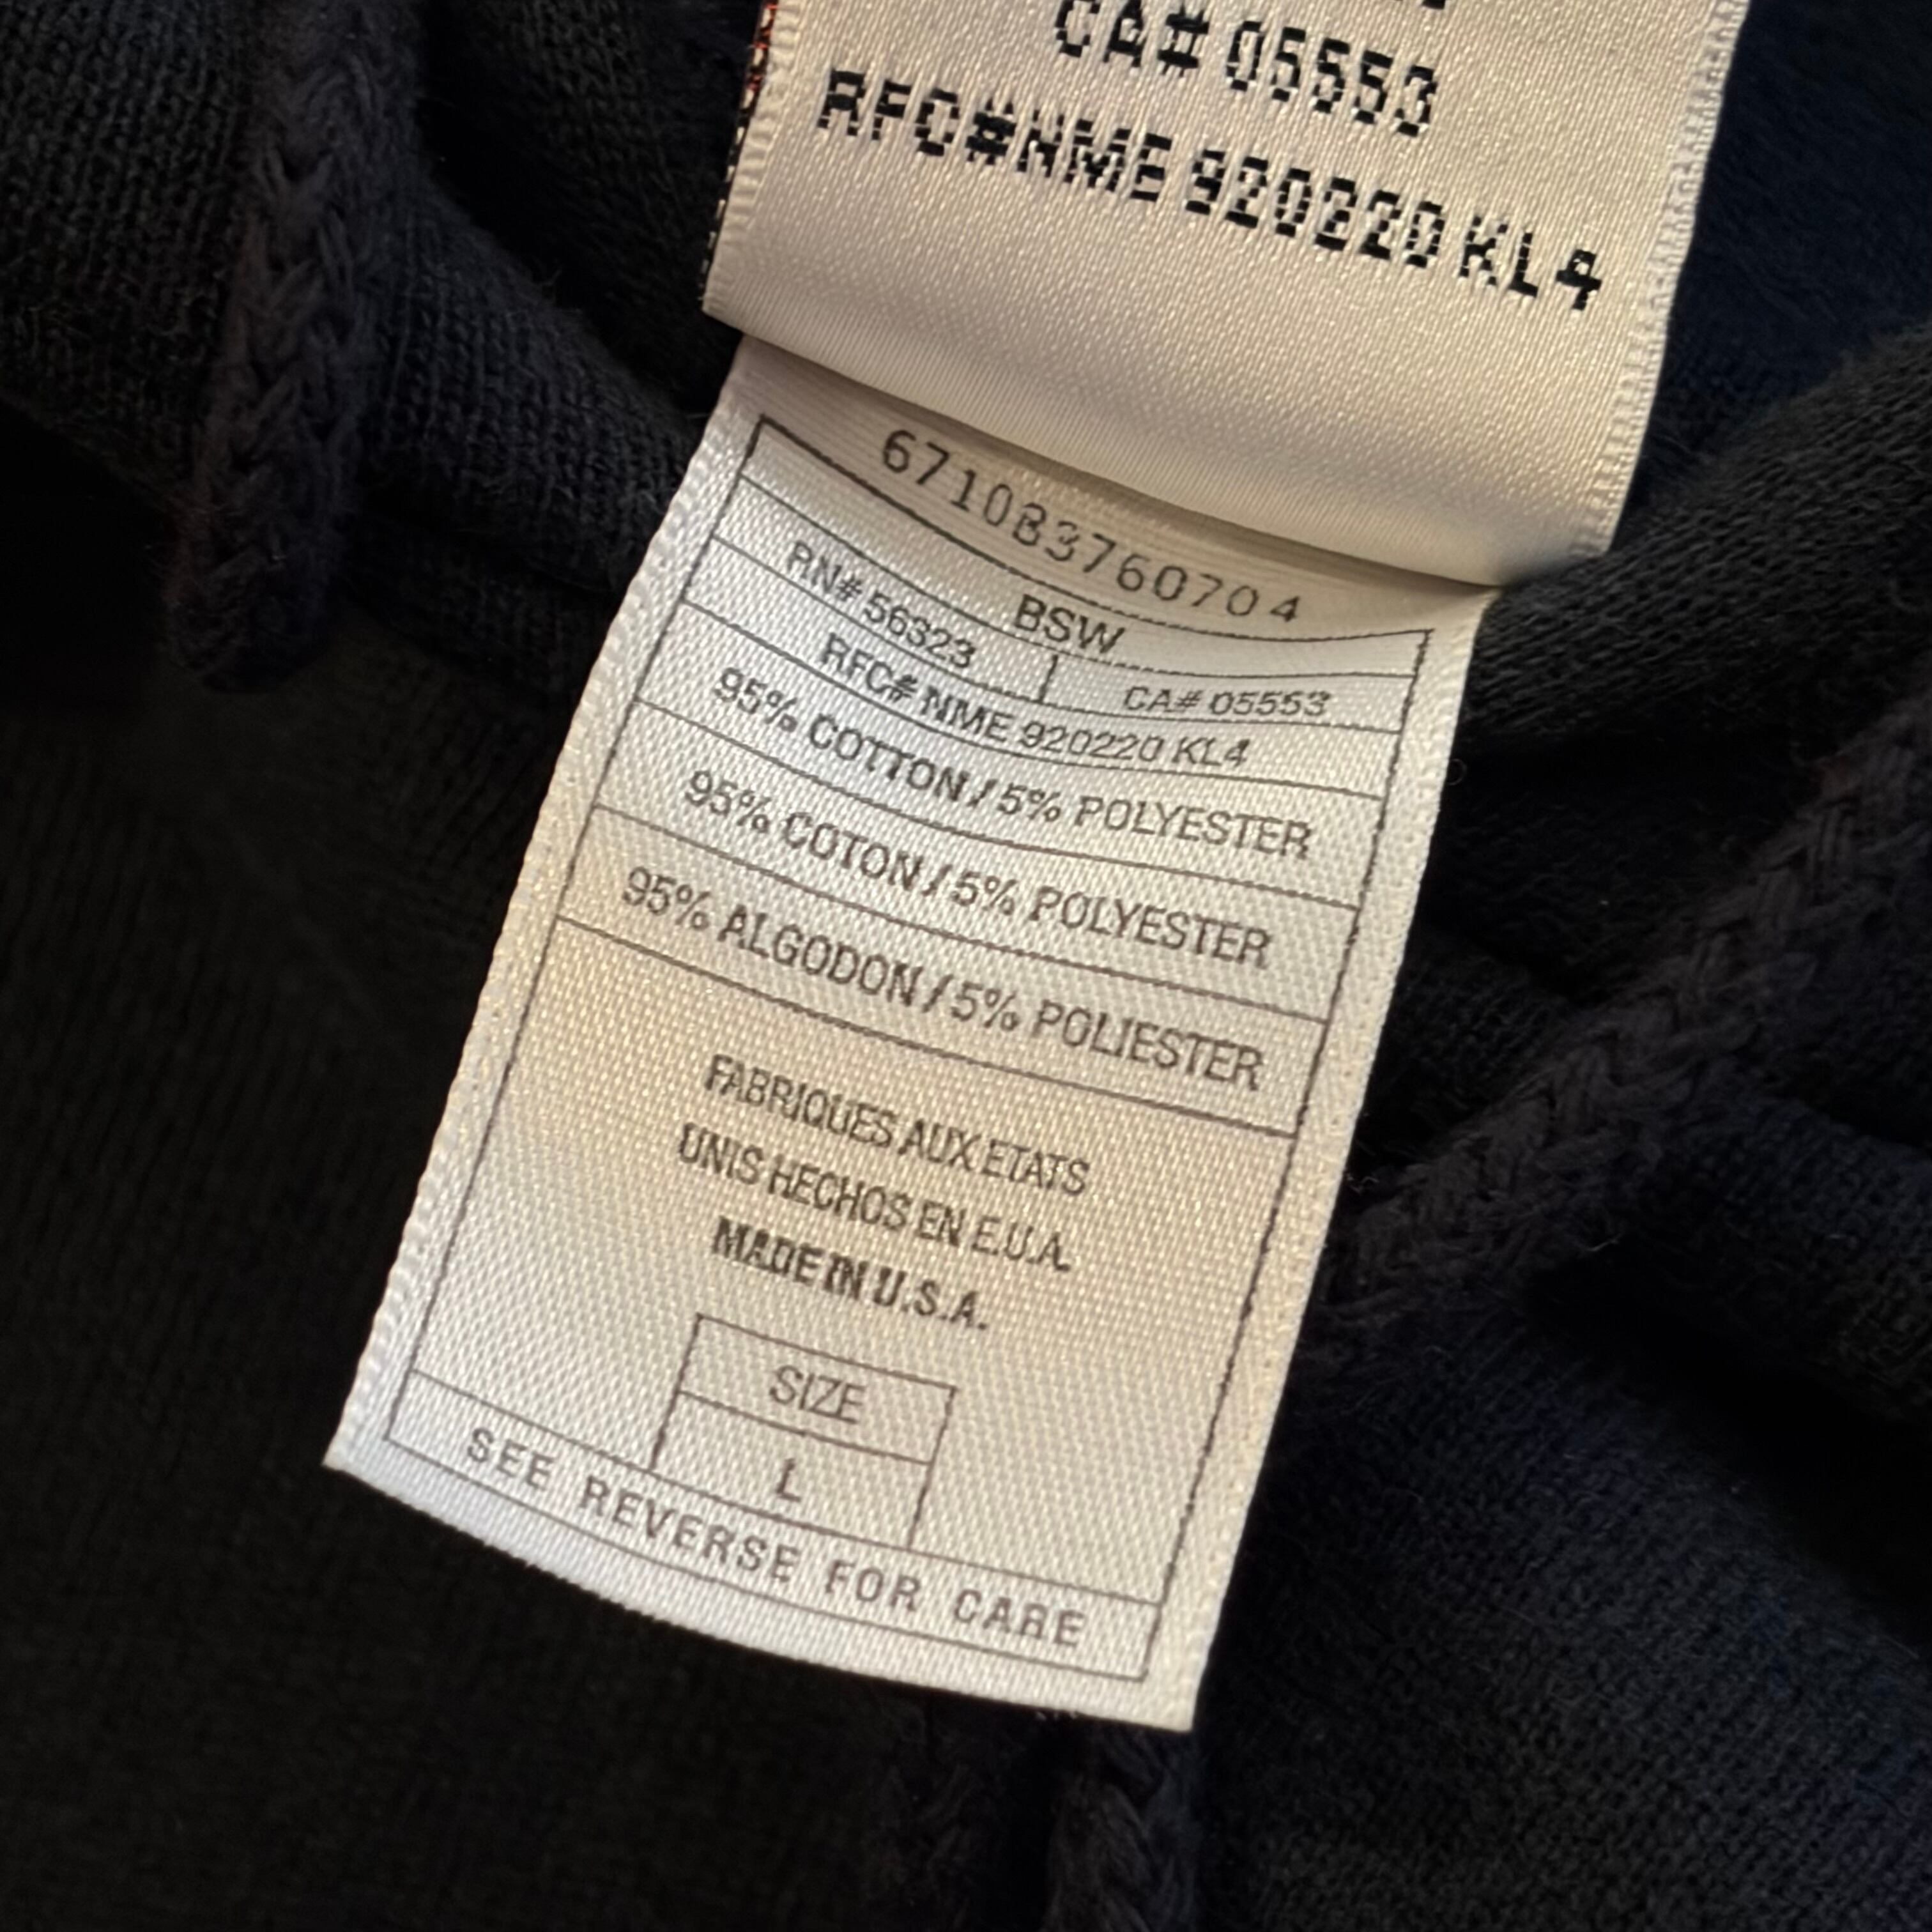 CA# 05553
RFC#NME 920220 KL4
6710B3760704
BSW
RN# 56323
CA# 05553
RFC# NME 920220 KL4
95% COTTON / 5% POLYESTER
95% COTON / 5% POLYESTER
95% ALGODON / 5% POLIESTER
FABRIQUES AUX ETATS
UNIS HECHOS EN E.U.A.
MADE IN U.S.A.
SIZE
L
SEE REVERSE FOR CARE